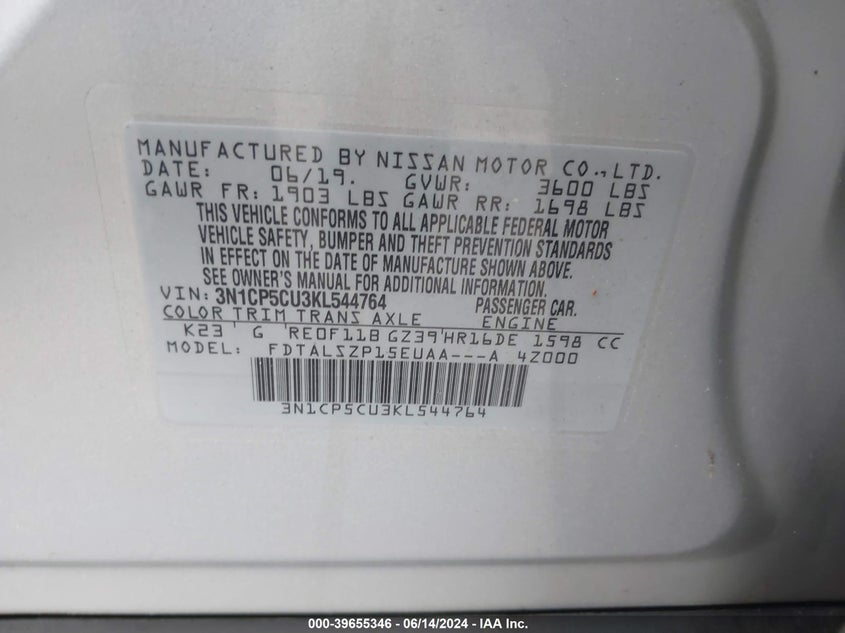 MANUFACTURED BY NISSAN MOTOR CO.,LTD.
DATE: 06/19. GVWR: 3600 LBS
GAWR FR: 1903 LBS GAWR RR: 1698 LBS
THIS VEHICLE CONFORMS TO ALL APPLICABLE FEDERAL MOTOR
VEHICLE SAFETY, BUMPER AND THEFT PREVENTION STANDARDS
IN EFFECT ON THE DATE OF MANUFACTURE SHOWN ABOVE.
SEE OWNER'S MANUAL FOR ADDITIONAL INFORMATION.
VIN: 3N1CP5CU3KL544764 PASSENGER CAR.
COLOR TRIM TRANS AXLE ENGINE
K23 G RE0F11B GZ39 HR16DE 1598 CC
MODEL: FDTALSZP15EUAA---A 4Z000
3N1CP5CU3KL544764
000-39655346 | 06/14/2024 - IAA Inc.